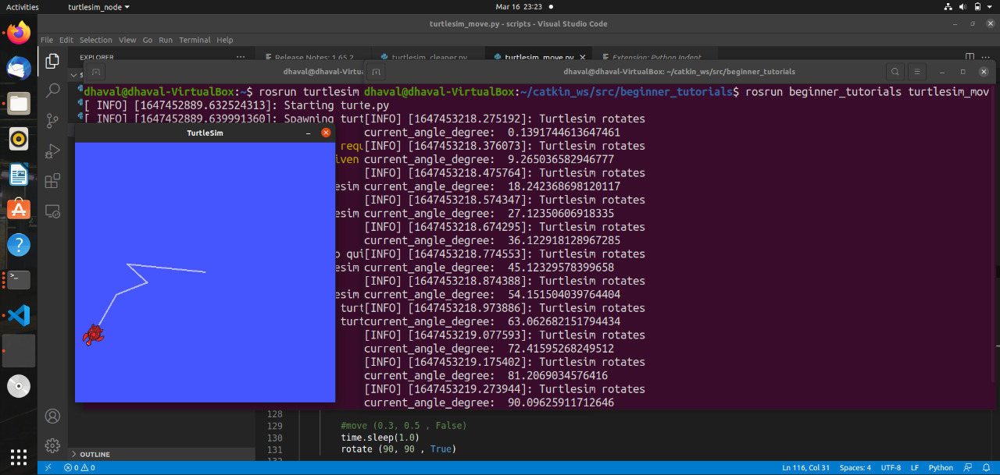 Activities
turtlesim_node
Mar 16 23:23
turtlesim_move.py - scripts - Visual Studio Code
File Edit Selection View Go Run Terminal Help
EXPLORER
Release Notes: 1.65.2
turtlesim_cleaner.py
turtlesim_move.py
Extension: Python Indent
dhaval@dhaval-Virtua
dhaval@dhaval-VirtualBox: ~/catkin_ws/src/beginner_tutorials
dhaval@dhaval-VirtualBox:~$ rosrun turtlesim
[ INFO] [1647452889.632524313]: Starting turt
[ INFO] [1647452889.639991360]: Spawning turt
requ
iven
esim
esim
o qui
esim
esim
turt
turt
dhaval@dhaval-VirtualBox:~/catkin_ws/src/beginner_tutorials$ rosrun beginner_tutorials turtlesim_mov
e.py
[INFO] [1647453218.275192]: Turtlesim rotates
current_angle_degree:  0.1391744613647461
[INFO] [1647453218.376073]: Turtlesim rotates
current_angle_degree:  9.265036582946777
[INFO] [1647453218.475764]: Turtlesim rotates
current_angle_degree:  18.242368698120117
[INFO] [1647453218.574347]: Turtlesim rotates
current_angle_degree:  27.12350606918335
[INFO] [1647453218.674295]: Turtlesim rotates
current_angle_degree:  36.122918128967285
[INFO] [1647453218.774553]: Turtlesim rotates
current_angle_degree:  45.12329578399658
[INFO] [1647453218.874388]: Turtlesim rotates
current_angle_degree:  54.151504039764404
[INFO] [1647453218.973886]: Turtlesim rotates
current_angle_degree:  63.062682151794434
[INFO] [1647453219.077593]: Turtlesim rotates
current_angle_degree:  72.41595268249512
[INFO] [1647453219.175402]: Turtlesim rotates
current_angle_degree:  81.2069034576416
[INFO] [1647453219.273944]: Turtlesim rotates
current_angle_degree:  90.09625911712646
TurtleSim
128
129 #move (0.3, 0.5 , False)
130 time.sleep(1.0)
131 rotate (90, 90 , True)
OUTLINE
0 0
Ln 116, Col 31 Spaces: 4 UTF-8 LF Python